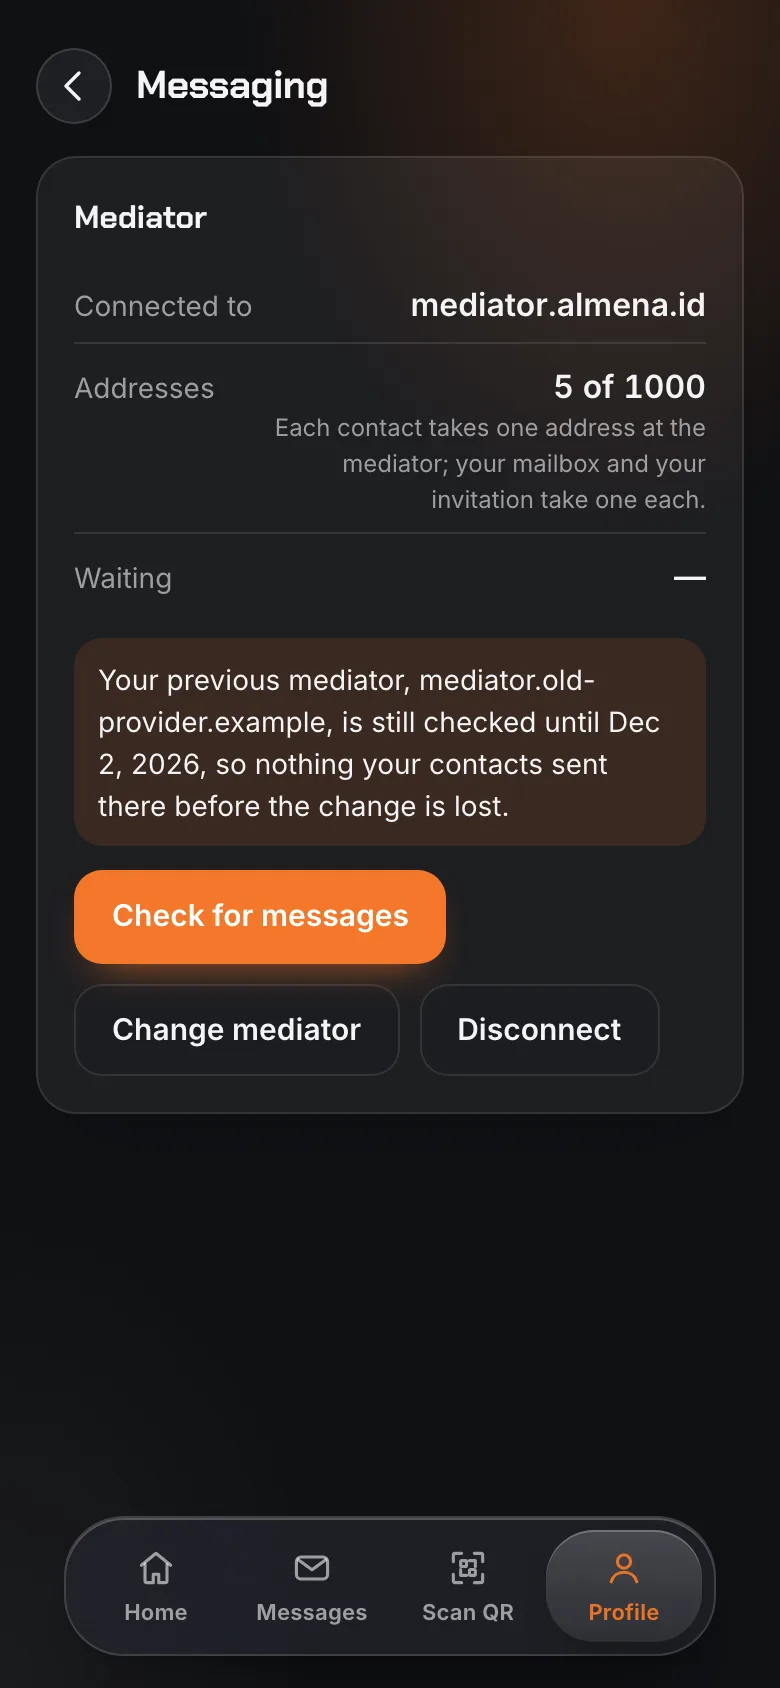 Messaging
Mediator
Connected to
mediator.almena.id
Addresses
5 of 1000
Each contact takes one address at the
mediator; your mailbox and your
invitation take one each.
Waiting
—
Your previous mediator, mediator.old-
provider.example, is still checked until Dec
2, 2026, so nothing your contacts sent
there before the change is lost.
Check for messages
Change mediator
Disconnect
Home
Messages
Scan QR
Profile